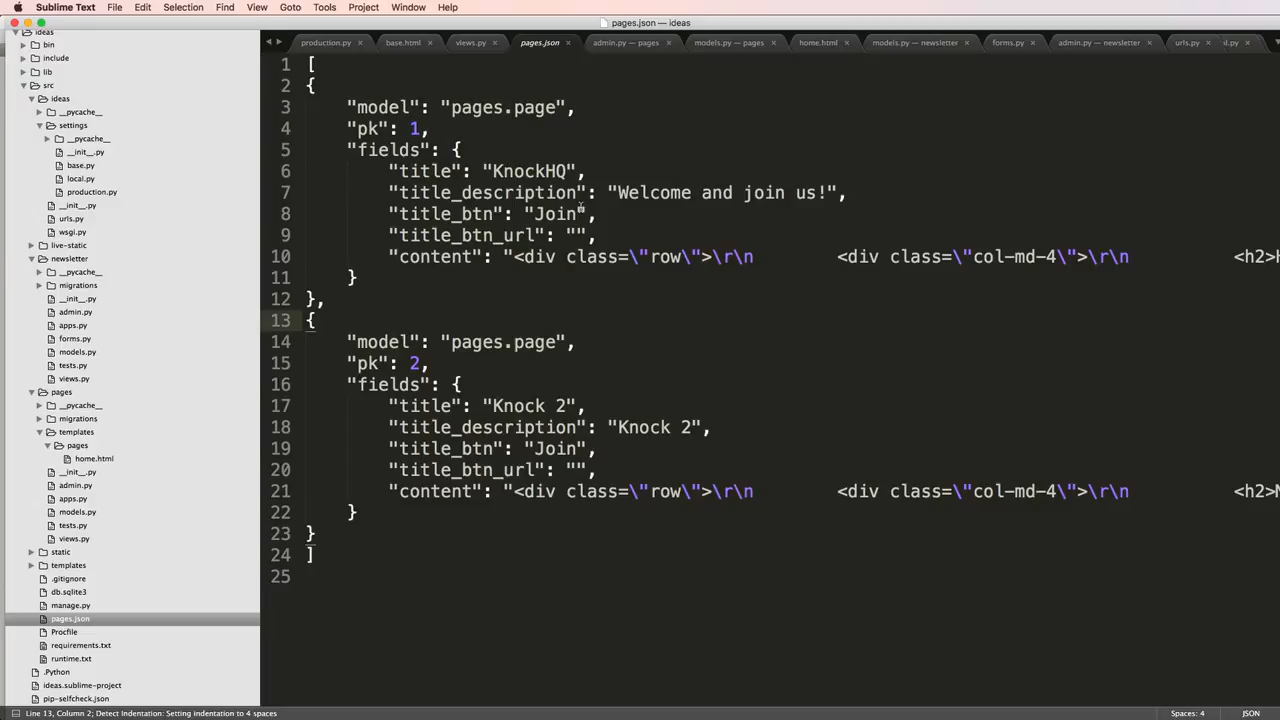 Sublime Text File Edit Selection Find View Goto Tools Project Window Help
pages.json — ideas
production.py base.html views.py pages.json admin.py — pages models.py — pages home.html models.py — newsletter forms.py admin.py — newsletter urls.py
ideas
bin
include
lib
src
ideas
__pycache__
settings
__pycache__
__init__.py
base.py
local.py
production.py
__init__.py
urls.py
wsgi.py
live-static
newsletter
__pycache__
migrations
__init__.py
admin.py
apps.py
forms.py
models.py
tests.py
views.py
pages
__pycache__
migrations
templates
pages
home.html
__init__.py
admin.py
apps.py
models.py
tests.py
views.py
static
templates
.gitignore
db.sqlite3
manage.py
pages.json
Procfile
requirements.txt
runtime.txt
.Python
ideas.sublime-project
pip-selfcheck.json
1 [
2 {
3 "model": "pages.page",
4 "pk": 1,
5 "fields": {
6 "title": "KnockHQ",
7 "title_description": "Welcome and join us!",
8 "title_btn": "Join",
9 "title_btn_url": "",
10 "content": "<div class=\"row\">\r\n <div class=\"col-md-4\">\r\n <h2>
11 }
12 },
13 {
14 "model": "pages.page",
15 "pk": 2,
16 "fields": {
17 "title": "Knock 2",
18 "title_description": "Knock 2",
19 "title_btn": "Join",
20 "title_btn_url": "",
21 "content": "<div class=\"row\">\r\n <div class=\"col-md-4\">\r\n <h2>
22 }
23 }
24 ]
25
Line 13, Column 2; Detect Indentation: Setting indentation to 4 spaces Spaces: 4 JSON